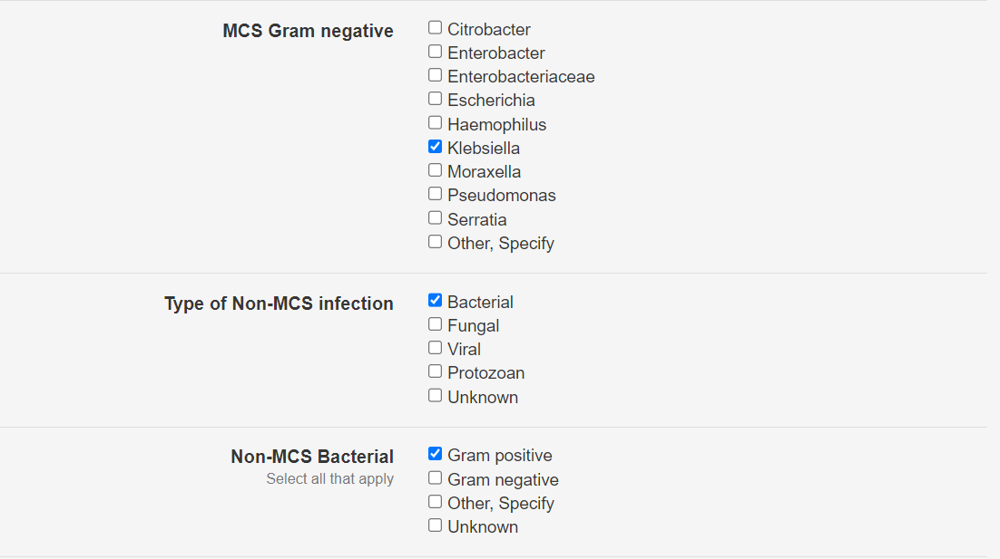 MCS Gram negative
Citrobacter
Enterobacter
Enterobacteriaceae
Escherichia
Haemophilus
Klebsiella
Moraxella
Pseudomonas
Serratia
Other, Specify
Type of Non-MCS infection
Bacterial
Fungal
Viral
Protozoan
Unknown
Non-MCS Bacterial
Select all that apply
Gram positive
Gram negative
Other, Specify
Unknown